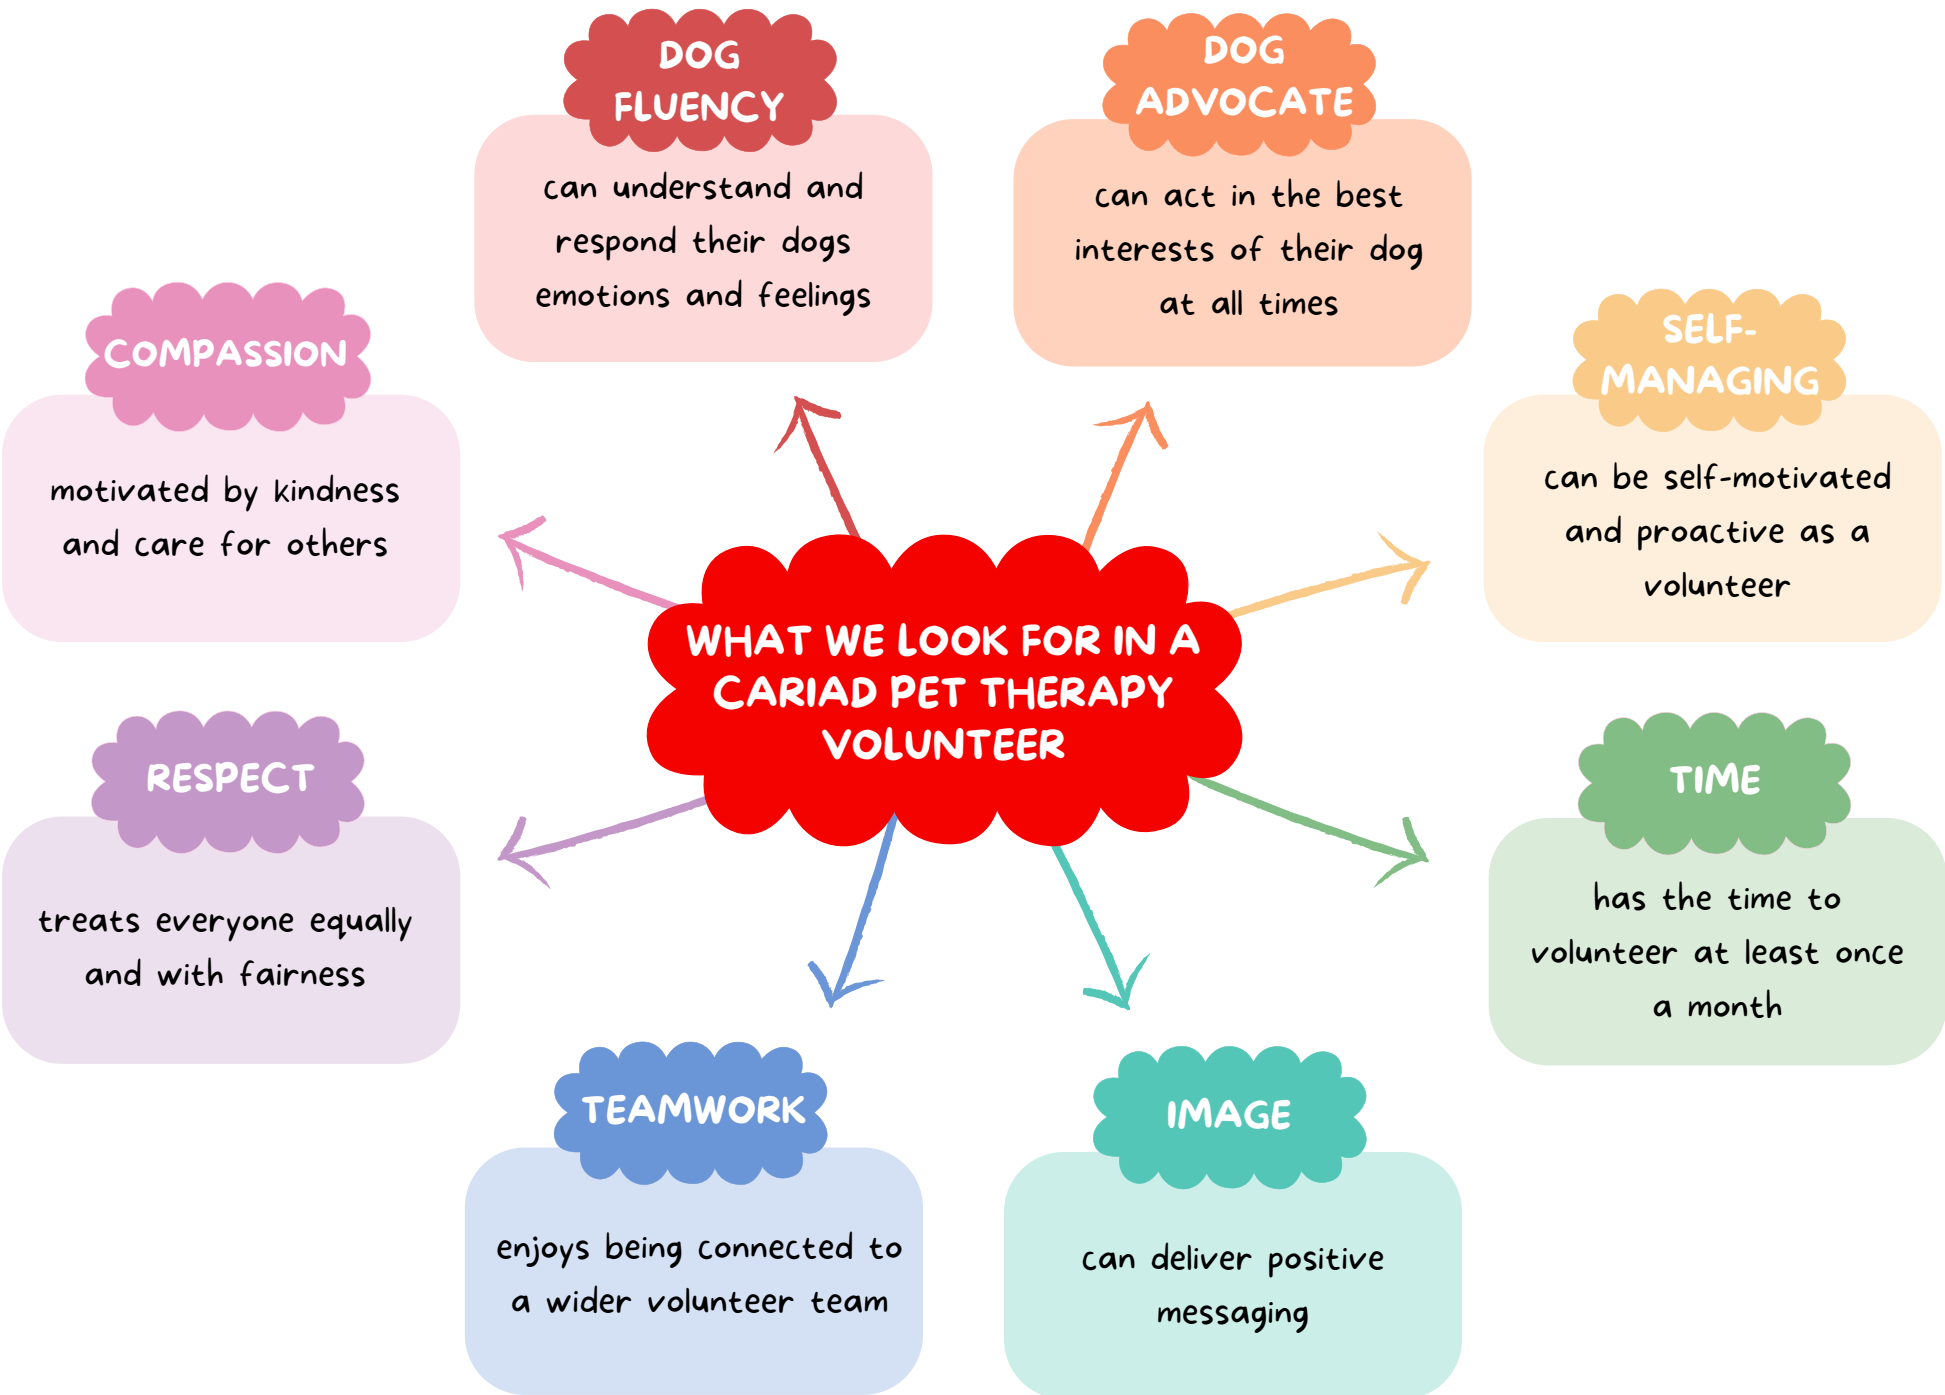 DOG
FLUENCY
can understand and
respond their dogs
emotions and feelings
DOG
ADVOCATE
can act in the best
interests of their dog
at all times
COMPASSION
motivated by kindness
and care for others
SELF-
MANAGING
can be self-motivated
and proactive as a
volunteer
WHAT WE LOOK FOR IN A
CARIAD PET THERAPY
VOLUNTEER
RESPECT
treats everyone equally
and with fairness
TIME
has the time to
volunteer at least once
a month
TEAMWORK
enjoys being connected to
a wider volunteer team
IMAGE
can deliver positive
messaging